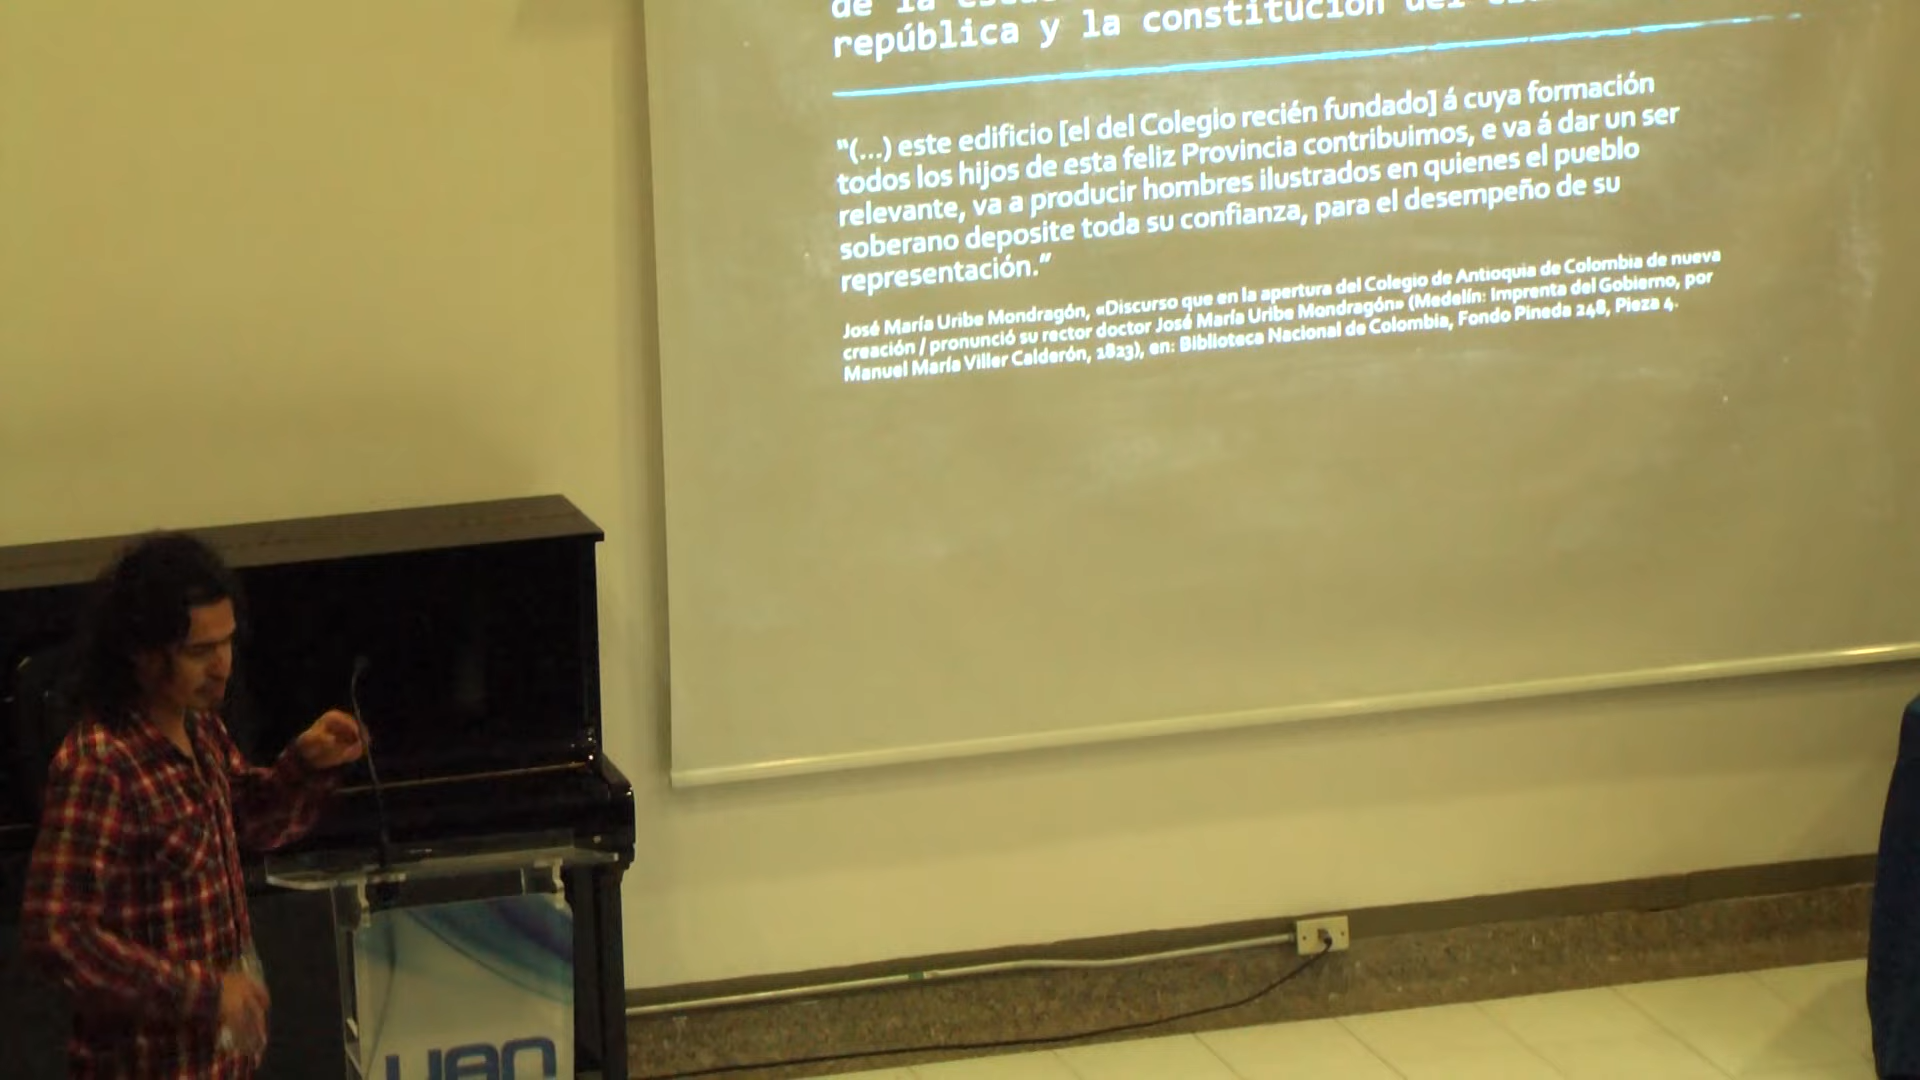 de la
república y la constitución del
"(...) este edificio [el del Colegio recién fundado] á cuya formación
todos los hijos de esta feliz Provincia contribuimos, e va á dar un ser
relevante, va a producir hombres ilustrados en quienes el pueblo
soberano deposite toda su confianza, para el desempeño de su
representación."
José María Uribe Mondragón, «Discurso que en la apertura del Colegio de Antioquia de Colombia de nueva
creación / pronunció su rector doctor José María Uribe Mondragón» (Medelín: Imprenta del Gobierno, por
Manuel María Viller Calderón, 1823), en: Biblioteca Nacional de Colombia, Fondo Pineda 248, Pieza 4.
UAN